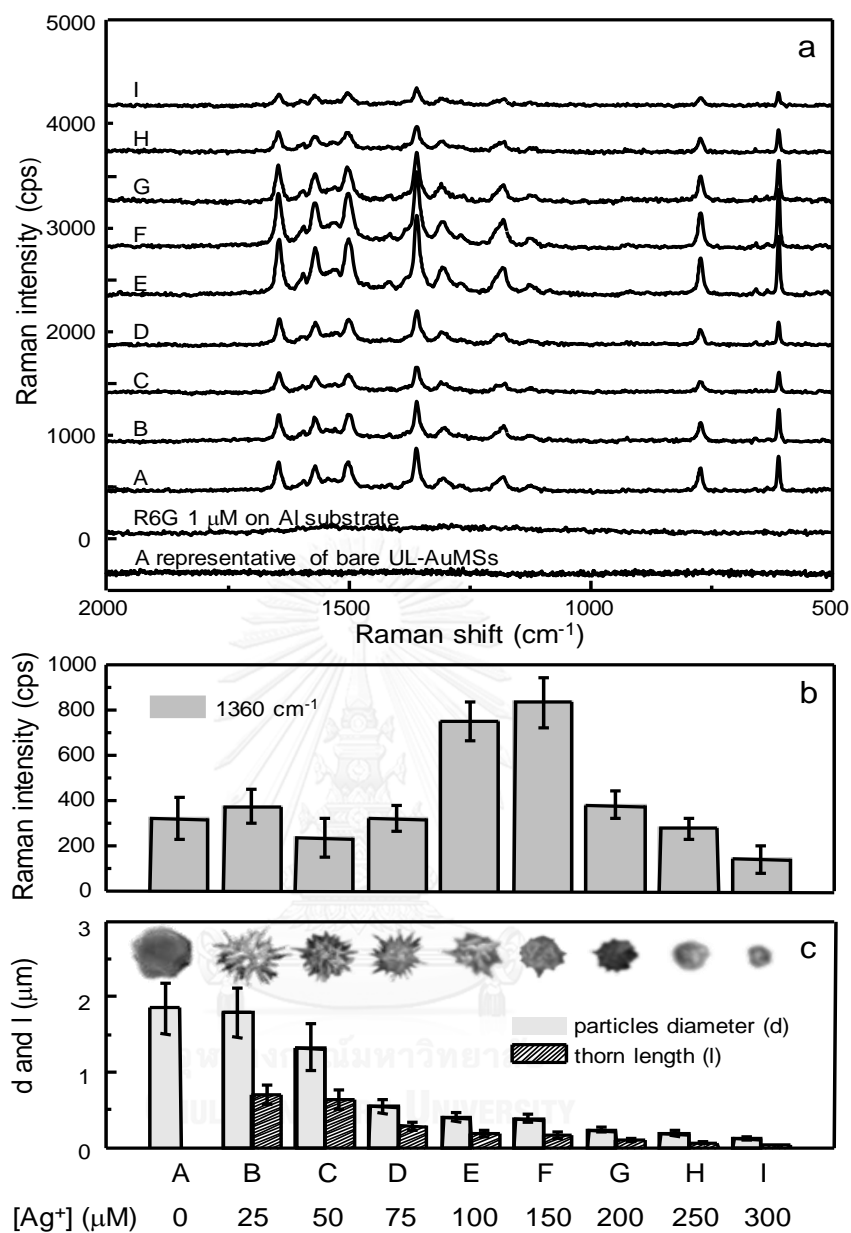 5000
a
I
4000
H
G
3000
F
E
2000
D
C
1000
B
A
R6G 1 μM on Al substrate
0
A representative of bare UL-AuMSs
2000 1500 1000 500
Raman intensity (cps)
Raman shift (cm-1)
1000
b
1360 cm-1
800
600
400
200
0
Raman intensity (cps)
3
c
2
particles diameter (d)
thorn length (l)
1
UNIVERSITY
0
d and l (μm)
A B C D E F G H I
[Ag+] (μM) 0 25 50 75 100 150 200 250 300